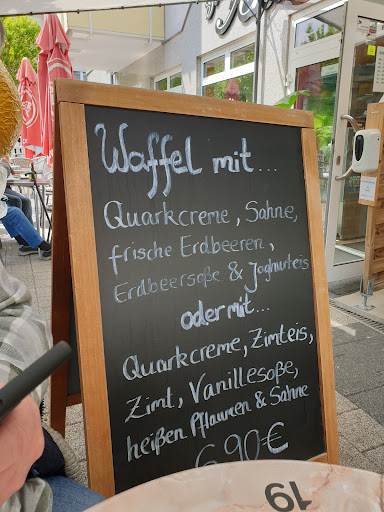 Waffel mit...
Quarkcreme, Sahne,
frische Erdbeeren,
Erdbeersoße & Joghurteis
oder mit...
Quarkcreme, Zimteis,
Zimt, Vanillesoße,
heißen Pflaumen & Sahne
6,90€
19